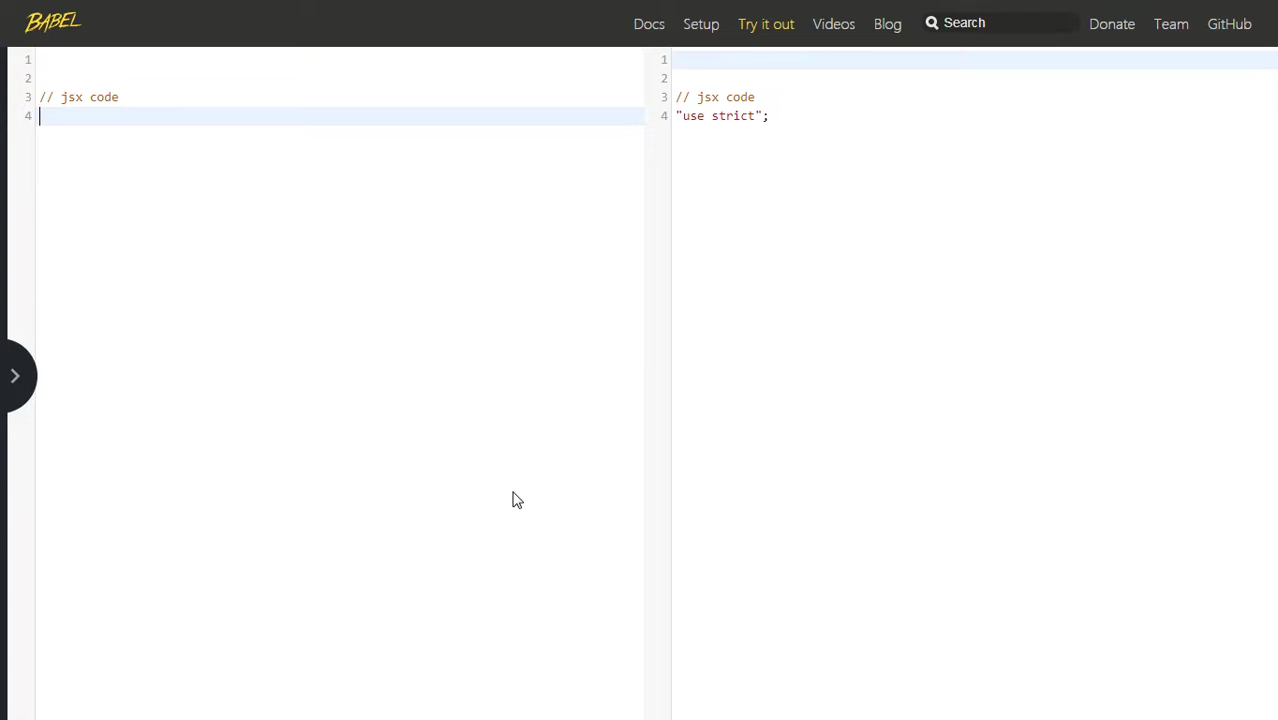 BABEL
Docs Setup Try it out Videos Blog Search Donate Team GitHub
1
2
3 // jsx code
4
1
2
3 // jsx code
4 "use strict";